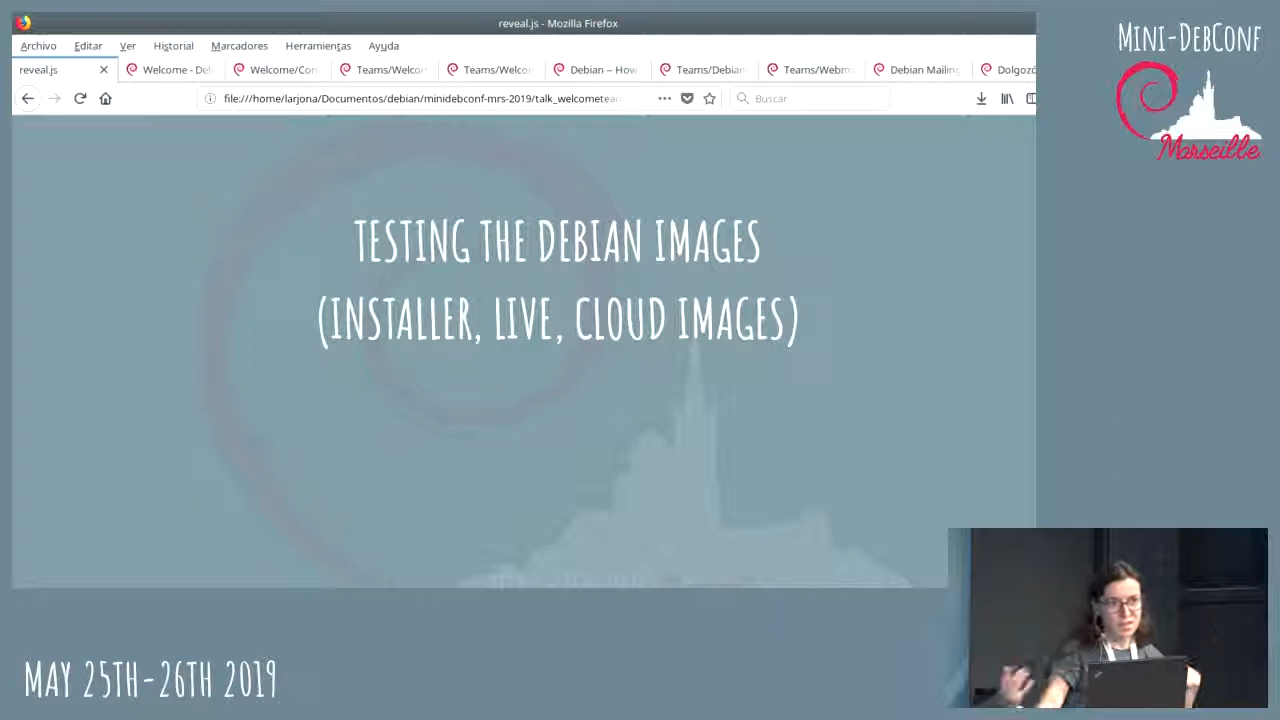 reveal.js - Mozilla Firefox
Archivo Editar Ver Historial Marcadores Herramientas Ayuda
reveal.js Welcome - Deb Welcome/Con Teams/Welco Teams/Welco Debian -- How Teams/Debian Teams/Webm Debian Mailing Dolgozó
file:///home/larjona/Documentos/debian/minidebconf-mrs-2019/talk_welcometea
Buscar
TESTING THE DEBIAN IMAGES
(INSTALLER, LIVE, CLOUD IMAGES)
MINI-DEBCONF
Marseille
MAY 25TH-26TH 2019